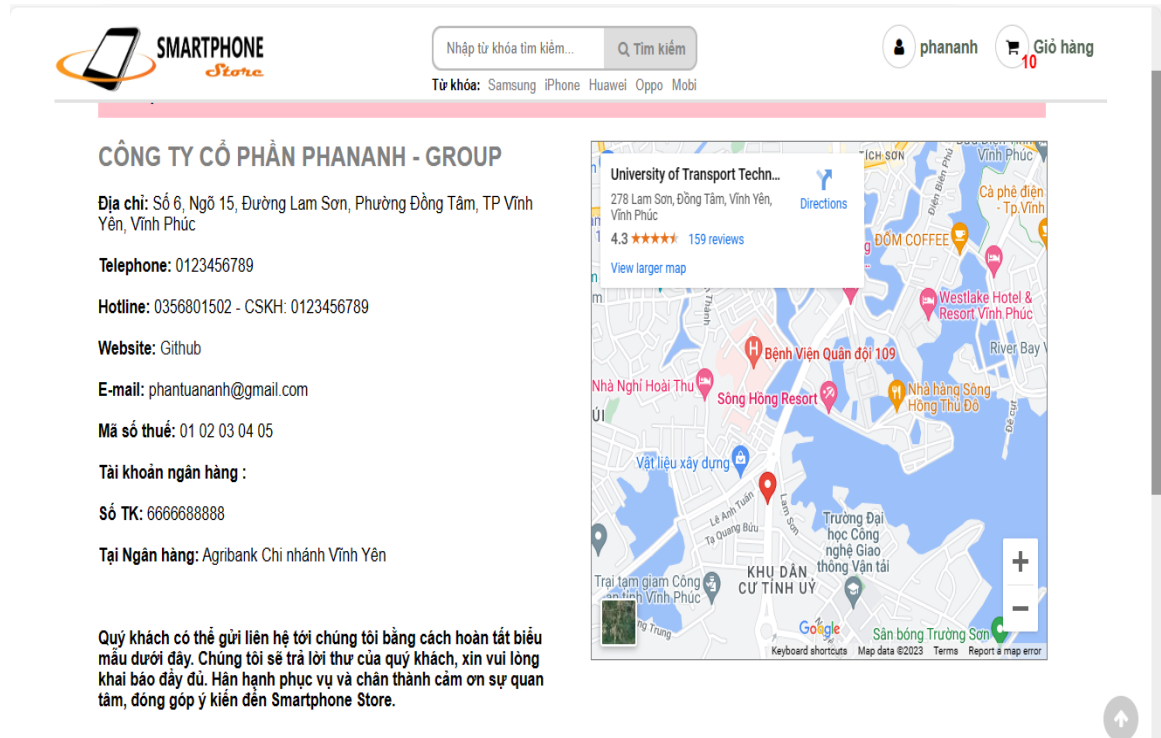 SMARTPHONE
Store
Nhập từ khóa tìm kiếm...
Tìm kiếm
Từ khóa: Samsung iPhone Huawei Oppo Mobi
phananh
Giỏ hàng
10
CÔNG TY CỔ PHẦN PHANANH - GROUP
Địa chỉ: Số 6, Ngõ 15, Đường Lam Sơn, Phường Đồng Tâm, TP Vĩnh
Yên, Vĩnh Phúc
Telephone: 0123456789
Hotline: 0356801502 - CSKH: 0123456789
Website: Github
E-mail: phantuananh@gmail.com
Mã số thuế: 01 02 03 04 05
Tài khoản ngân hàng :
Số TK: 6666688888
Tại Ngân hàng: Agribank Chi nhánh Vĩnh Yên
Quý khách có thể gửi liên hệ tới chúng tôi bằng cách hoàn tất biểu
mẫu dưới đây. Chúng tôi sẽ trả lời thư của quý khách, xin vui lòng
khai báo đầy đủ. Hân hạnh phục vụ và chân thành cảm ơn sự quan
tâm, đóng góp ý kiến đến Smartphone Store.
University of Transport Techn...
278 Lam Sơn, Đồng Tâm, Vĩnh Yên,
Vĩnh Phúc
4.3
159 reviews
View larger map
Directions
TÍCH SƠN
Vĩnh Phúc
Điện Biên Phủ
Cà phê điện
- Tp.Vĩnh
ĐỐM COFFEE
Westlake Hotel &
Resort Vĩnh Phúc
River Bay
Bệnh Viện Quân đội 109
Nhà Nghỉ Hoài Thu
Sông Hồng Resort
Nhà hàng Sông
Hồng Thủ Đô
Đê cụt
Vật liệu xây dựng
Lê Anh Tuấn
Tạ Quang Bửu
Lam Sơn
Trường Đại
học Công
nghệ Giao
thông Vận tải
KHU DÂN
CƯ TỈNH UỶ
Trại tạm giam Công
an tỉnh Vĩnh Phúc
Google
Sân bóng Trường Sơn
Keyboard shortcuts Map data ©2023 Terms Report a map error